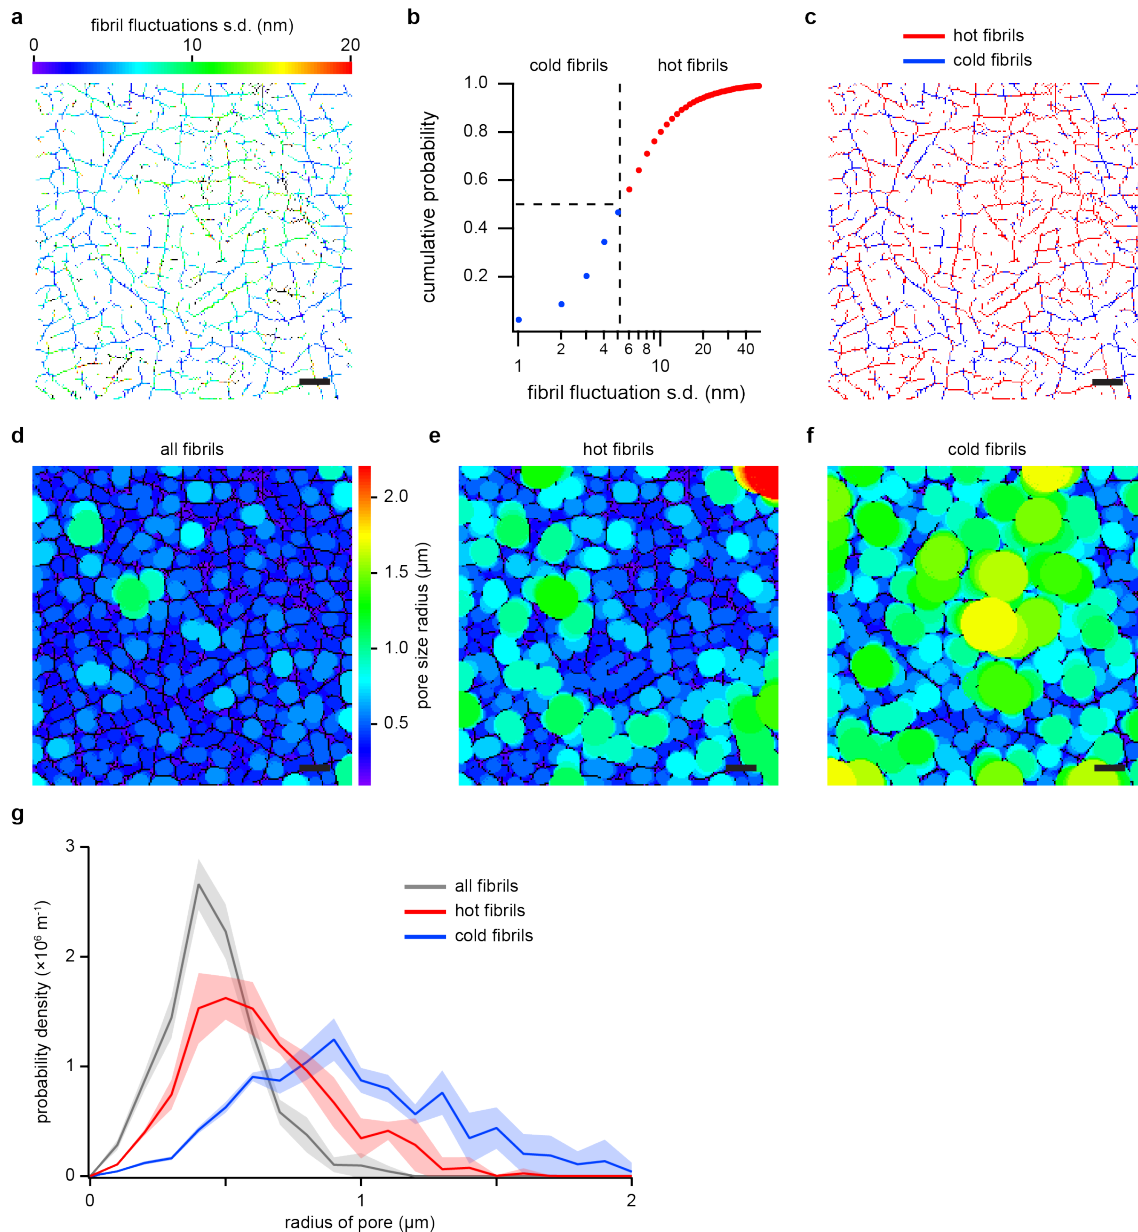 a
fibril fluctuations s.d. (nm)
0 10 20
b
cold fibrils hot fibrils
1.0
0.8
0.6
0.4
0.2
cumulative probability
1 2 4 6 8 10 20 40
fibril fluctuation s.d. (nm)
c
hot fibrils
cold fibrils
d
all fibrils
2.0
1.5
1.0
0.5
pore size radius (µm)
e
hot fibrils
f
cold fibrils
g
3
2
1
0
probability density (×10⁶ m⁻¹)
all fibrils
hot fibrils
cold fibrils
0 1 2
radius of pore (µm)